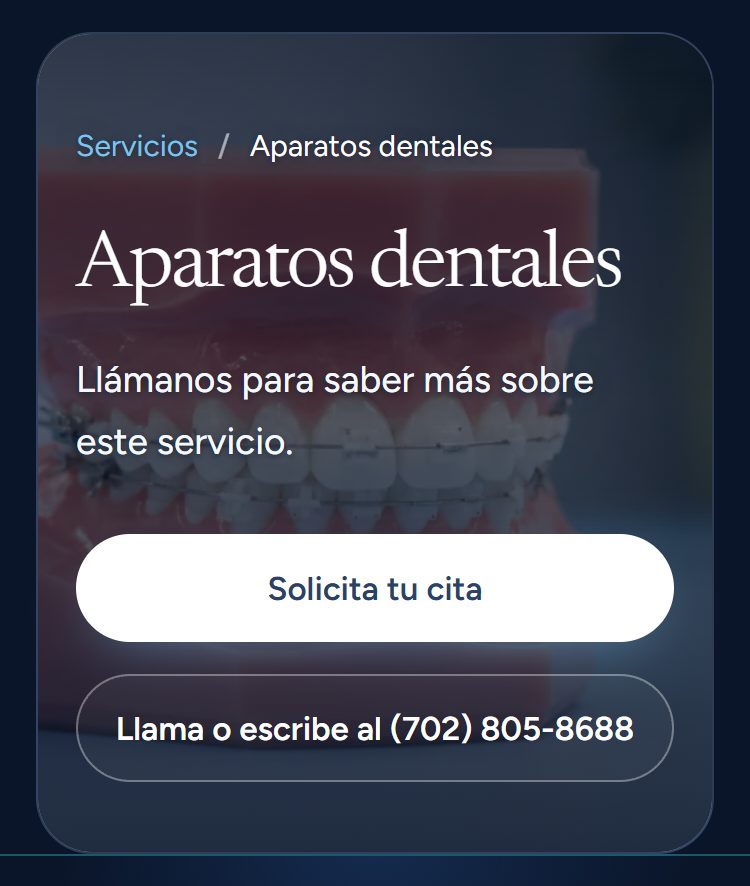 Servicios / Aparatos dentales
Aparatos dentales
Llámanos para saber más sobre
este servicio.
Solicita tu cita
Llama o escribe al (702) 805-8688